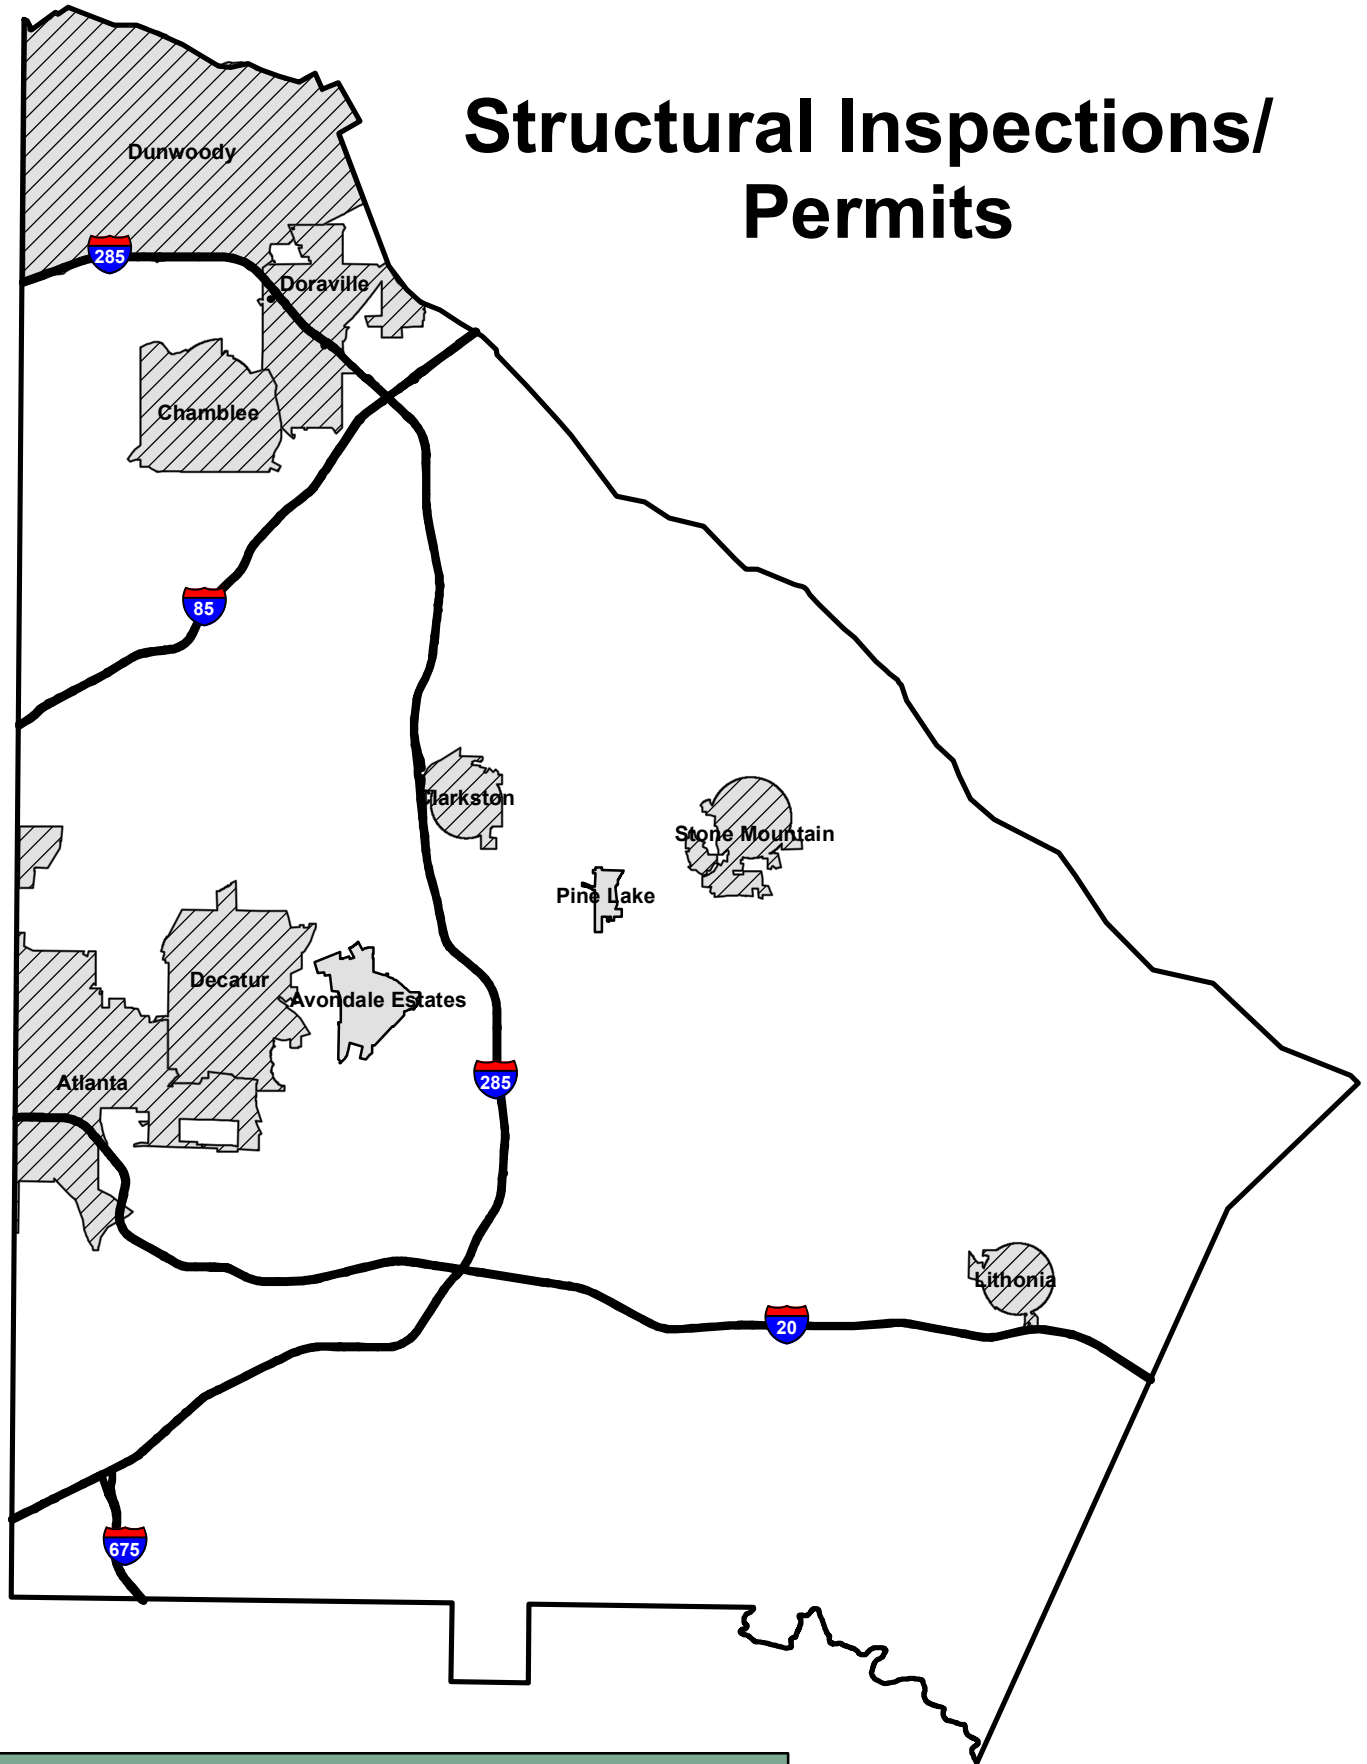 Structural Inspections/
Permits
Dunwoody
285
Doraville
Chamblee
85
Clarkston
Stone Mountain
Pine Lake
Decatur
Avondale Estates
285
Atlanta
Lithonia
20
675